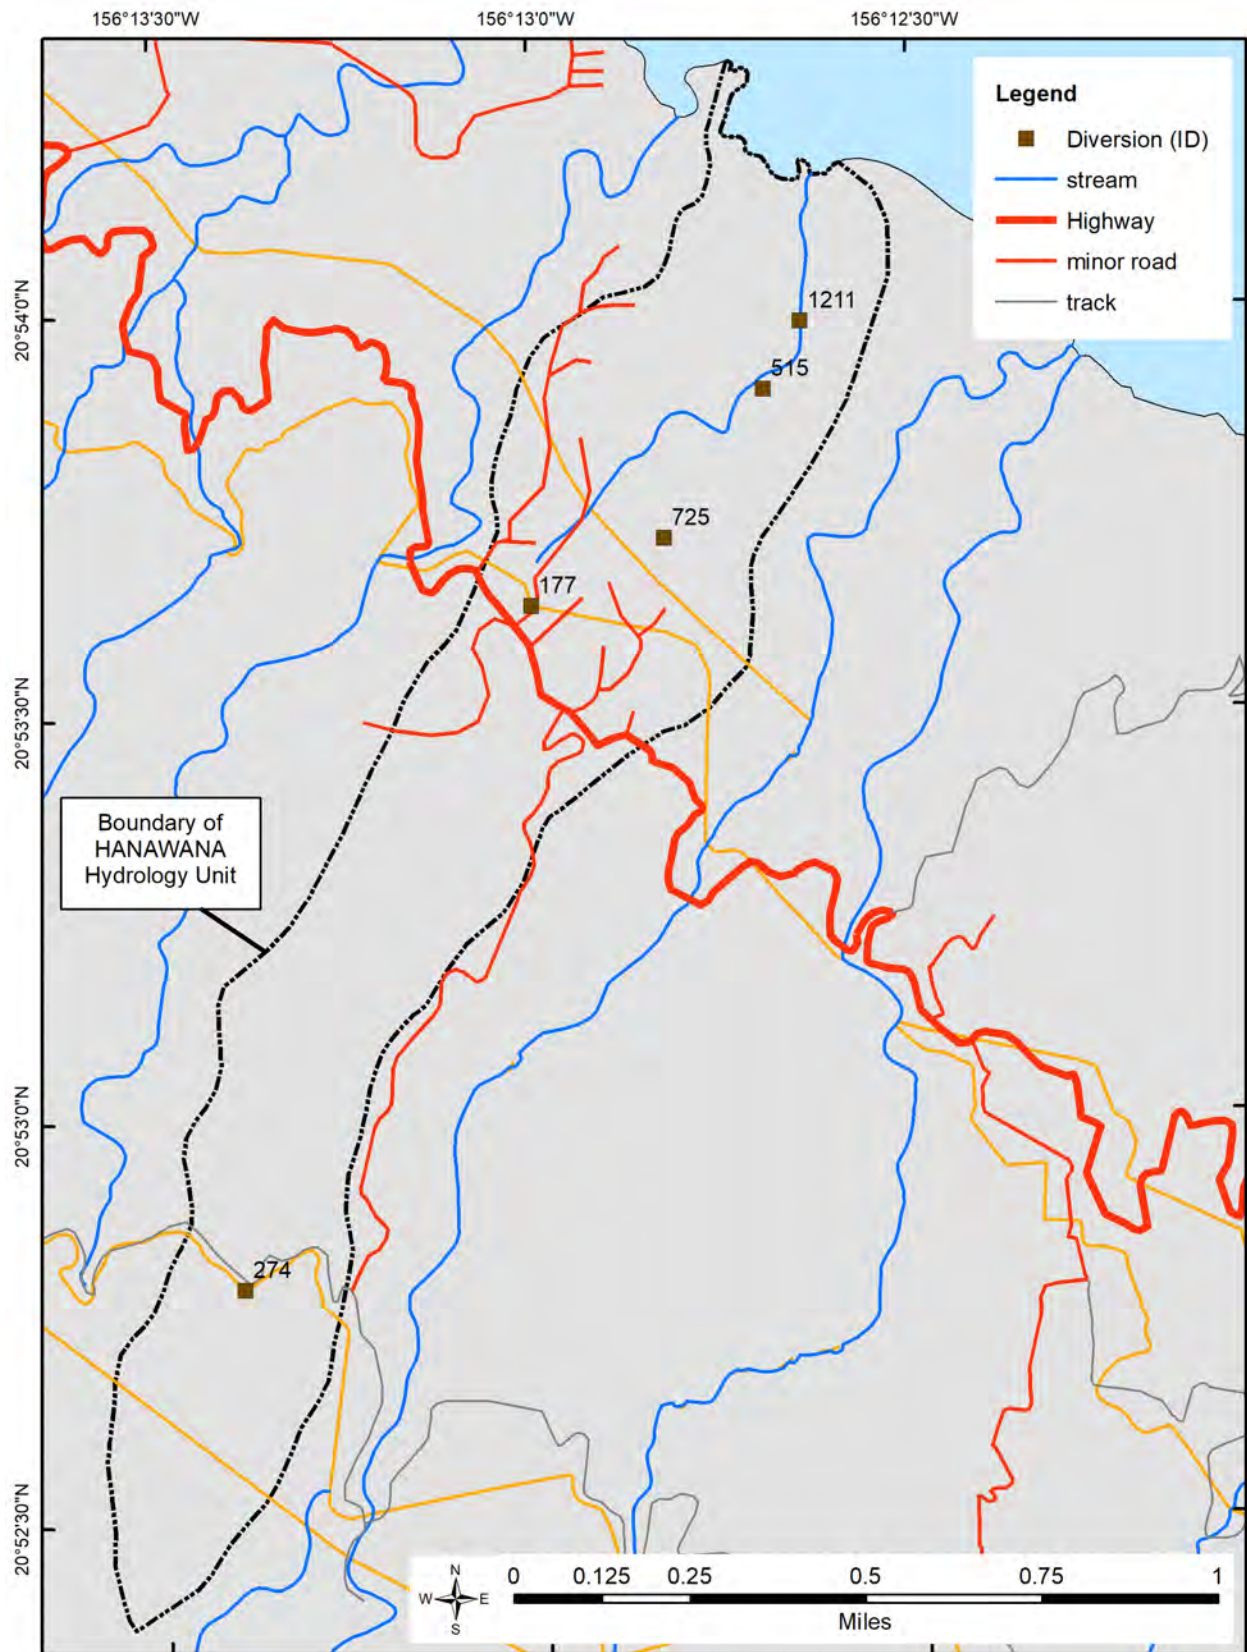 156°13'30"W
156°13'0"W
156°12'30"W
Legend
Diversion (ID)
stream
Highway
minor road
track
20°54'0"N
1211
515
725
177
20°53'30"N
Boundary of
HANAWANA
Hydrology Unit
20°53'0"N
274
20°52'30"N
N
W E
S
0 0.125 0.25 0.5 0.75 1
Miles